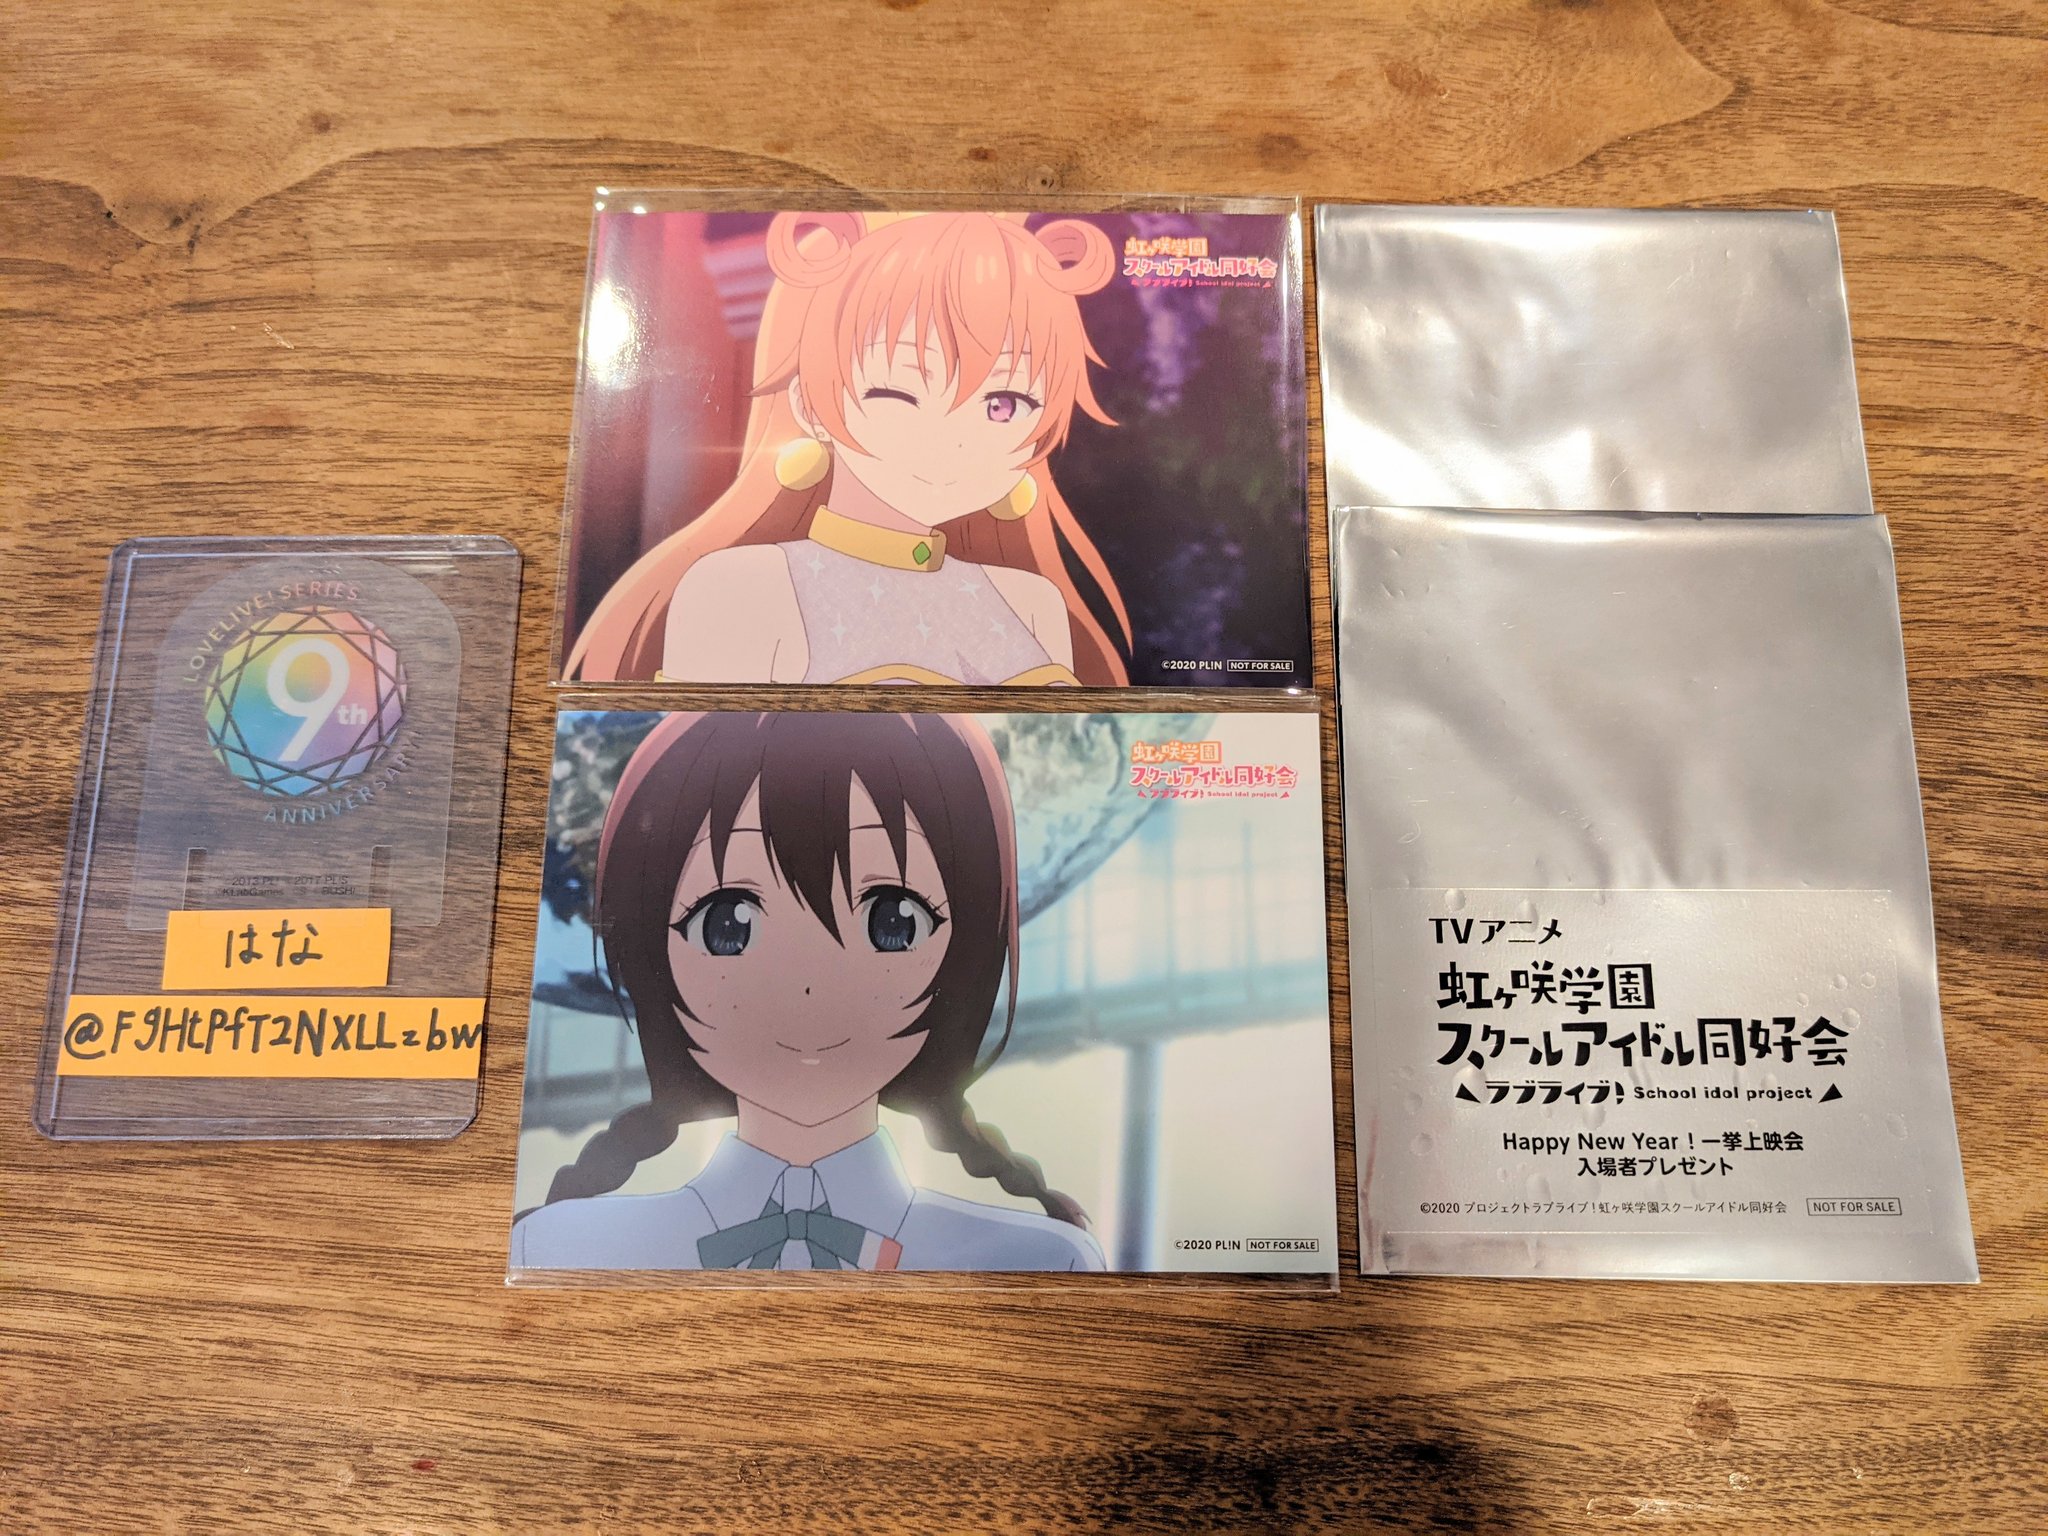 LOVELIVE! SERIES
9th
ANNIVERSARY!
はな
@F9HtPfT2NXLLzbw
虹ヶ咲学園
スクールアイドル同好会
ラブライブ! School idol project
©2020 PL!N NOT FOR SALE
虹ヶ咲学園
スクールアイドル同好会
ラブライブ! School idol project
©2020 PL!N NOT FOR SALE
TVアニメ
虹ヶ咲学園
スクールアイドル同好会
ラブライブ! School idol project
Happy New Year!一挙上映会
入場者プレゼント
©2020 プロジェクトラブライブ!虹ヶ咲学園スクールアイドル同好会 NOT FOR SALE